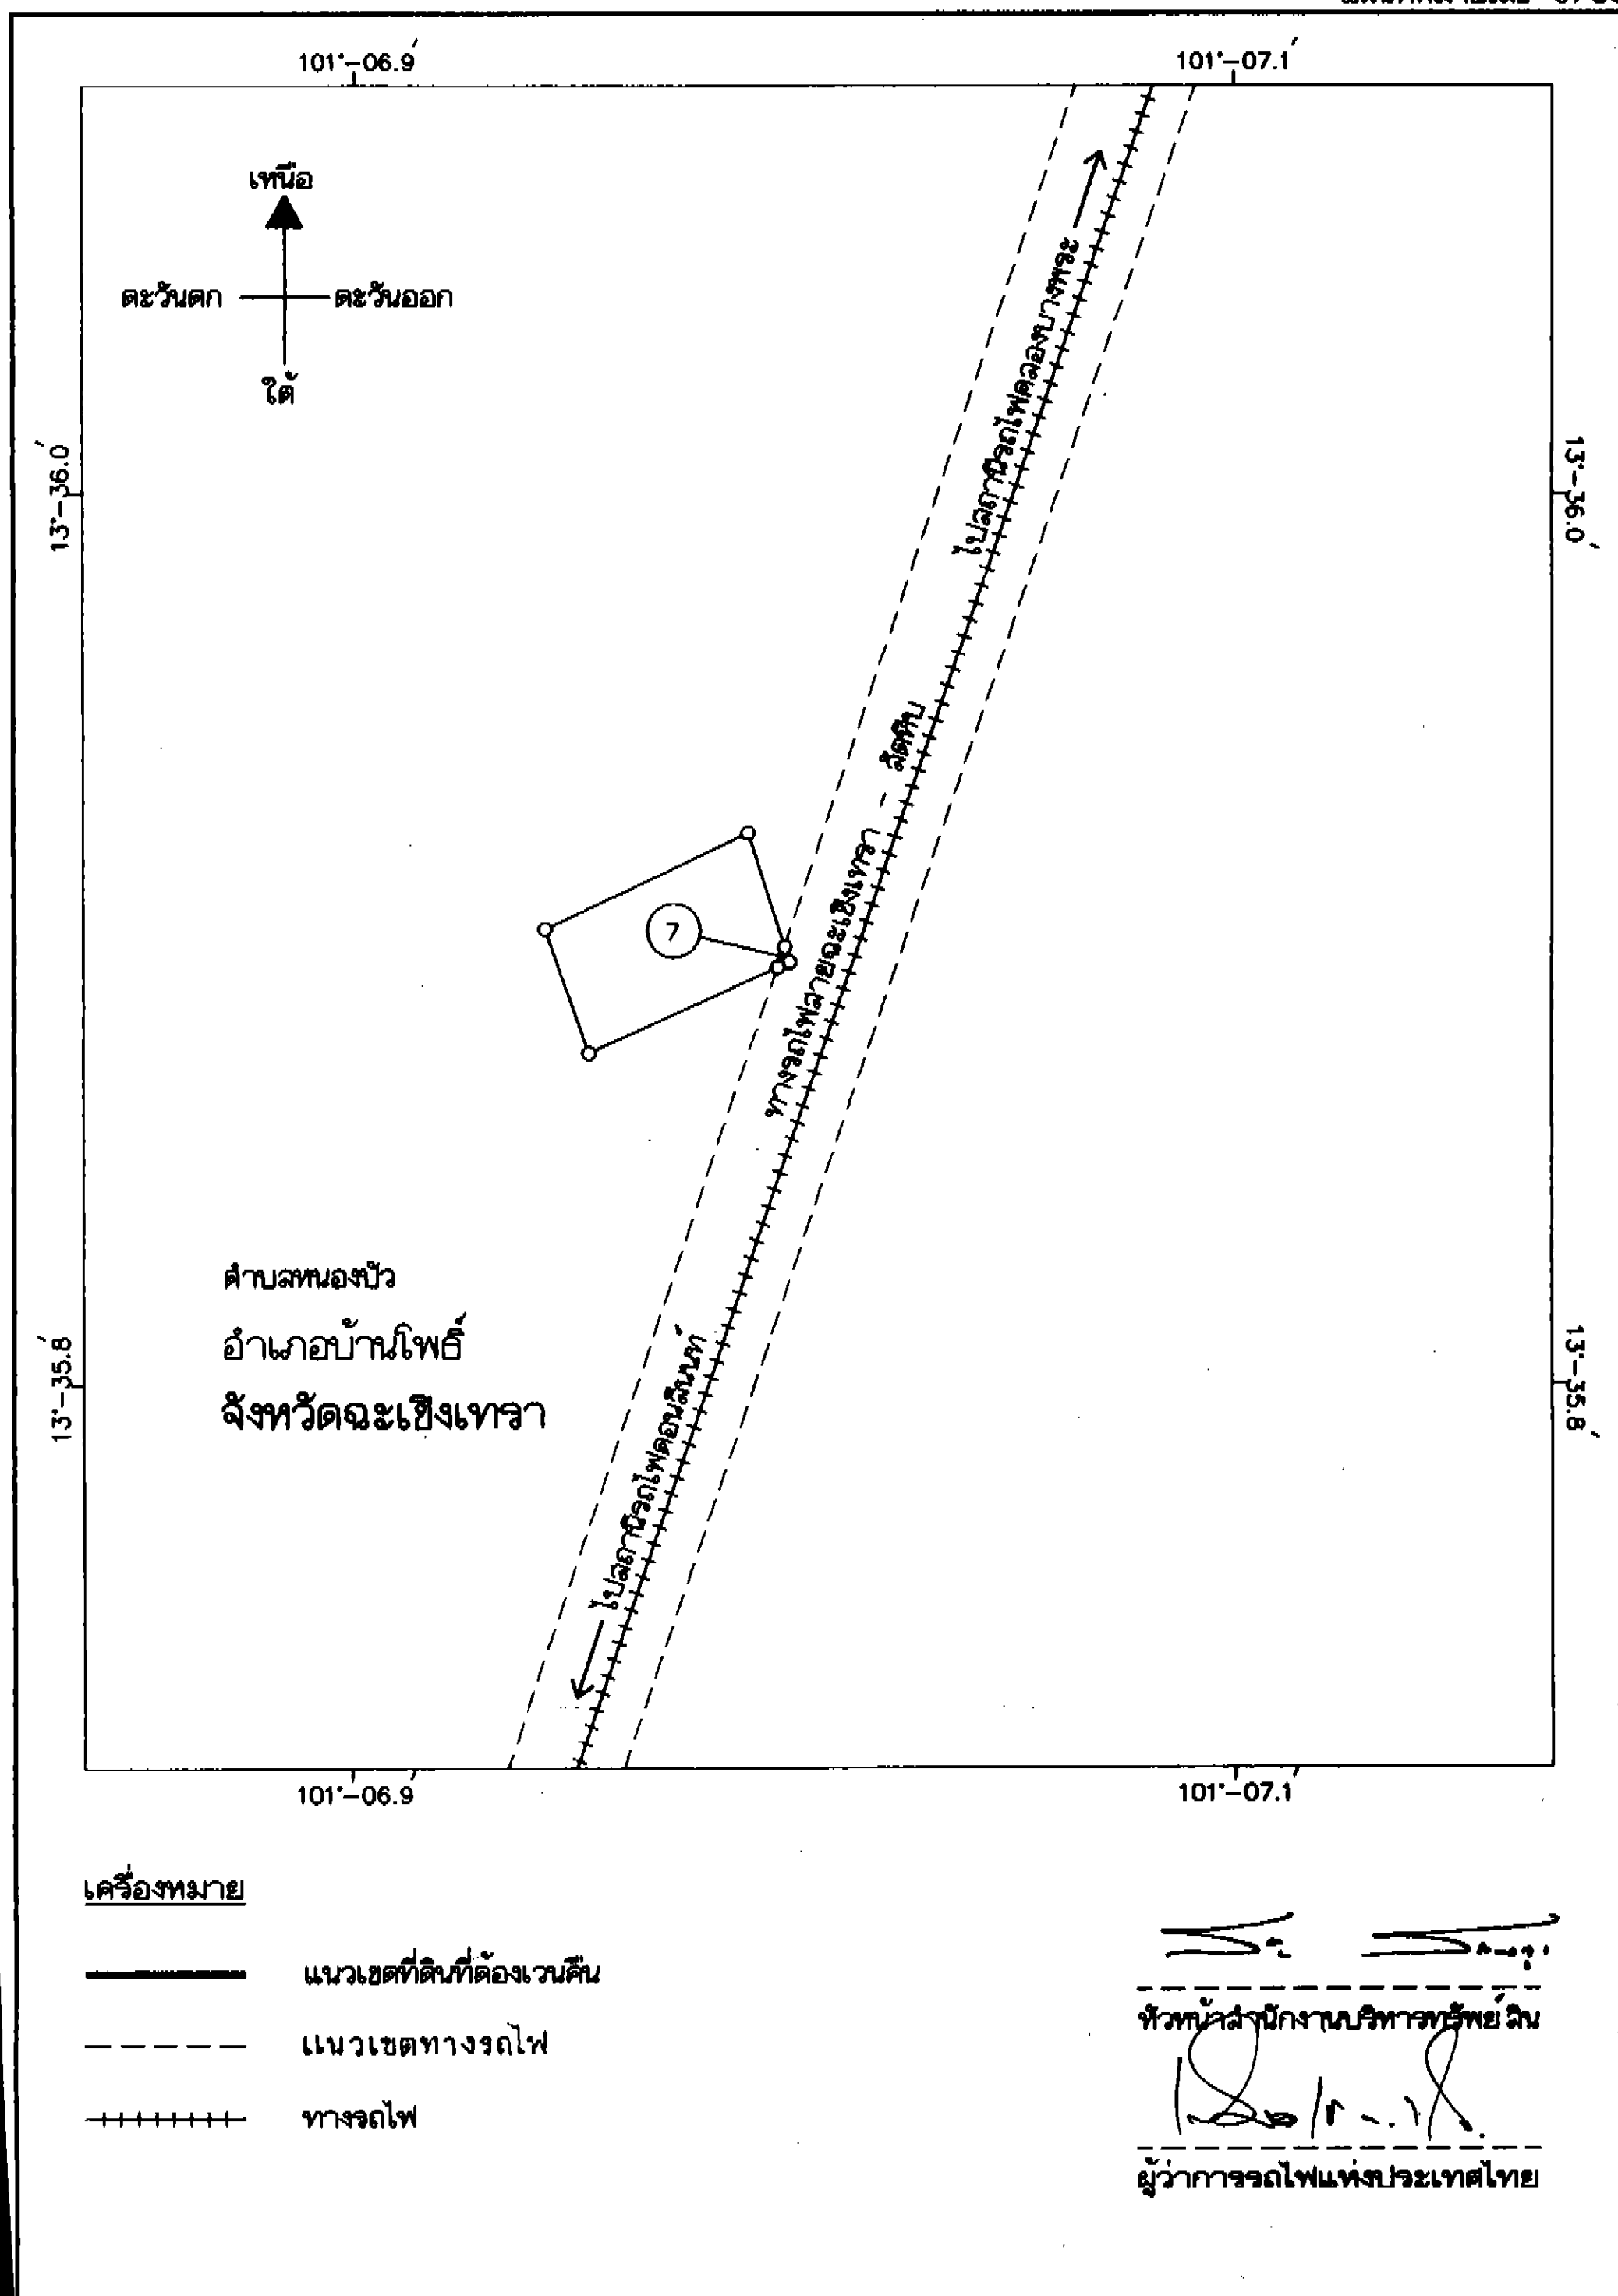 101°-06.9′
101°-07.1′
เหนือ
ตะวันตก
ตะวันออก
ใต้
13°-36.0′
13°-36.0′
ไปสถานีรถไฟคลองบางพระ
ทางรถไฟสายฉะเชิงเทรา - สัตหีบ
7
ตำบลหนองบัว
อำเภอบ้านโพธิ์
จังหวัดฉะเชิงเทรา
13°-35.8′
13°-35.8′
ไปสถานีรถไฟดอนสีนนท์
101°-06.9′
101°-07.1′
เครื่องหมาย
แนวเขตที่ดินที่ต้องเวนคืน
แนวเขตทางรถไฟ
ทางรถไฟ
หัวหน้าสำนักงานบริหารทรัพย์สิน
ผู้ว่าการรถไฟแห่งประเทศไทย